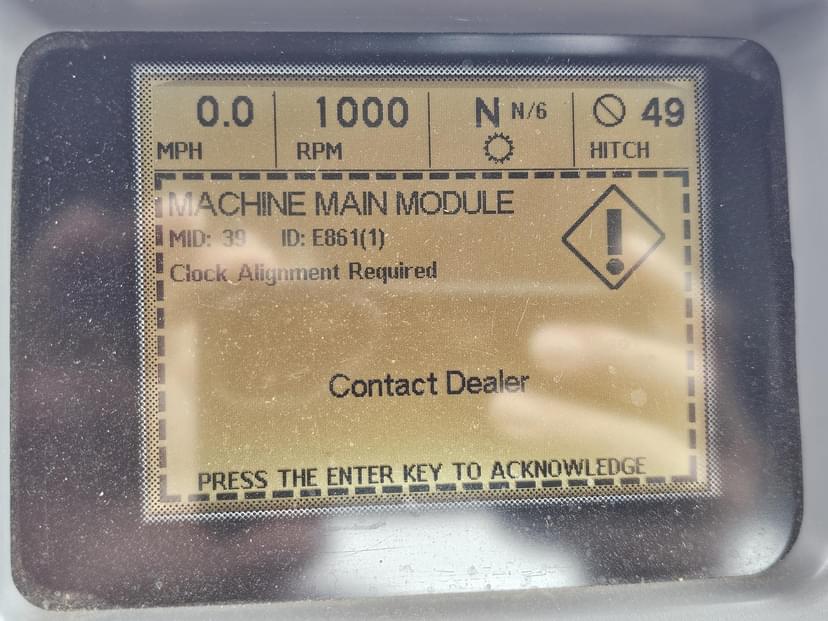 0.0 1000 N N/6 49
MPH RPM HITCH
MACHINE MAIN MODULE
MID: 39 ID: E861(1)
Clock Alignment Required
!
Contact Dealer
PRESS THE ENTER KEY TO ACKNOWLEDGE